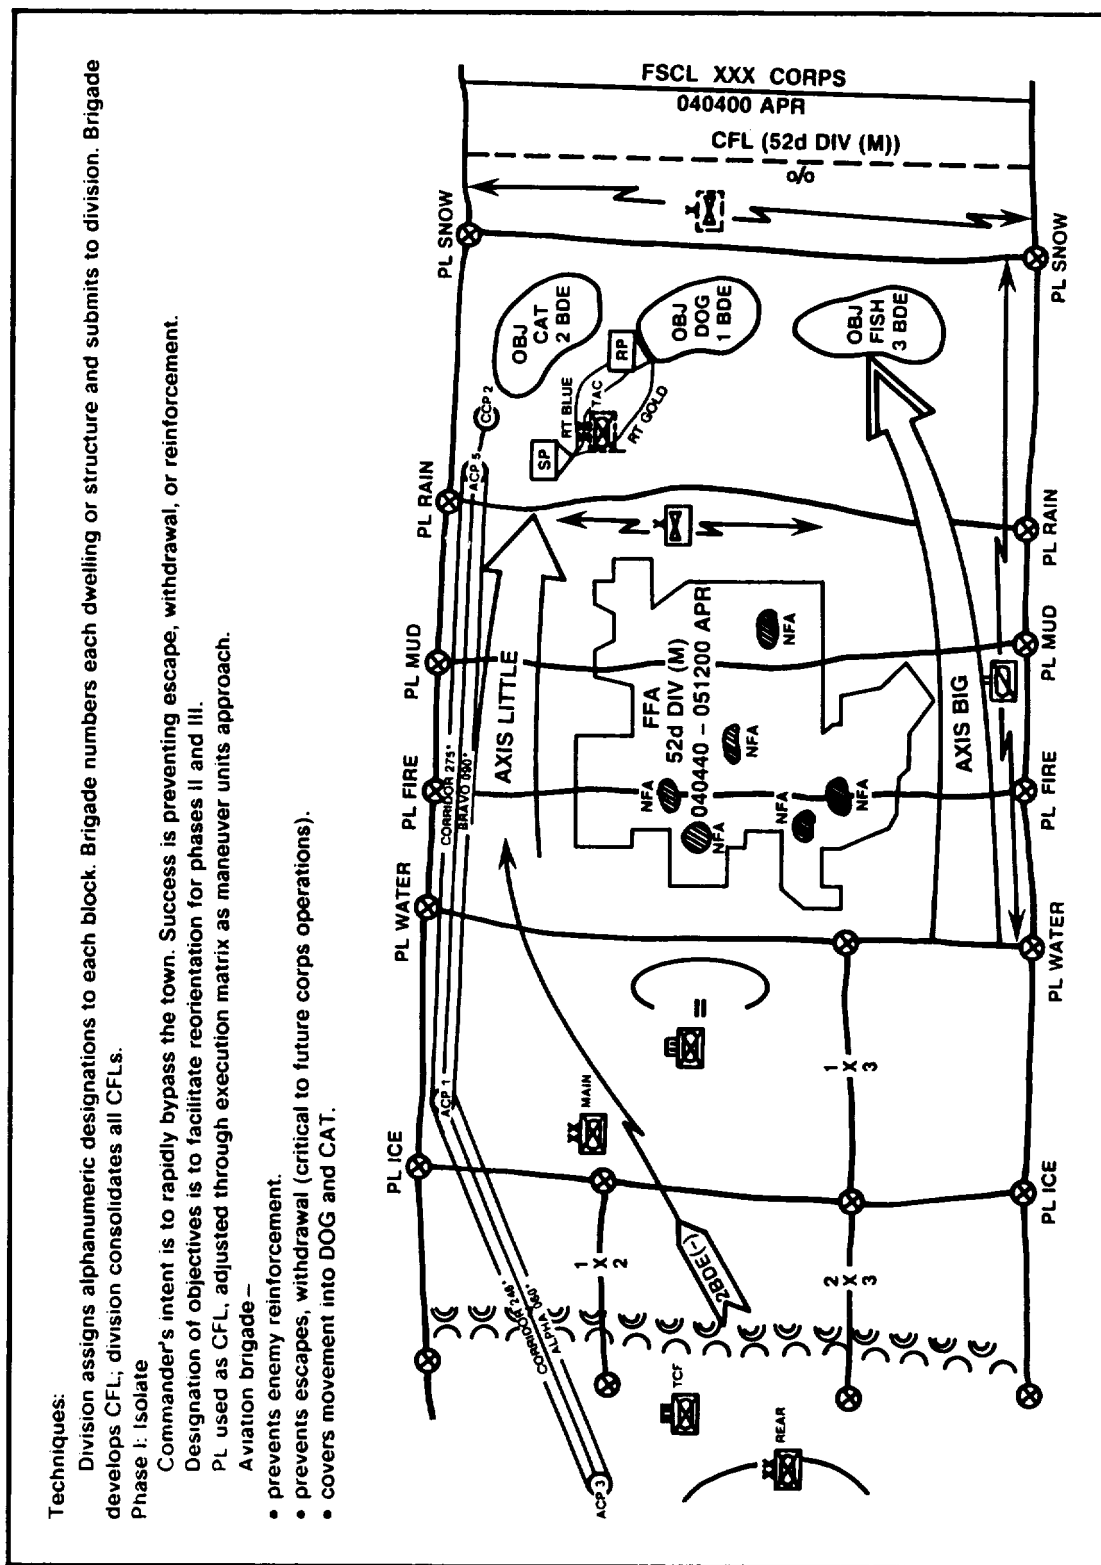 Techniques:
Division assigns alphanumeric designations to each block. Brigade numbers each dwelling or structure and submits to division. Brigade
develops CFL; division consolidates all CFLs.
Phase I: Isolate
Commander's intent is to rapidly bypass the town. Success is preventing escape, withdrawal, or reinforcement.
Designation of objectives is to facilitate reorientation for phases II and III.
PL used as CFL, adjusted through execution matrix as maneuver units approach.
Aviation brigade–
• prevents enemy reinforcement.
• prevents escapes, withdrawal (critical to future corps operations).
• covers movement into DOG and CAT.
PL ICE
PL WATER
PL FIRE
PL MUD
PL RAIN
PL SNOW
FSCL XXX CORPS
040400 APR
CFL (52d DIV (M))
o/o
ACP 3
CORRIDOR 248°
ALPHA 060°
ACP 1
CORRIDOR 275°
BRAVO 090°
ACP 5
CCP 2
AXIS LITTLE
OBJ
CAT
2 BDE
SP
RT BLUE
TAC
RT GOLD
RP
OBJ
DOG
1 BDE
OBJ
FISH
3 BDE
X
X
FFA
52d DIV (M)
040440 – 051200 APR
NFA
NFA
NFA
NFA
NFA
NFA
AXIS BIG
XX
MAIN
1
X
2
2BDE(-)
2
X
3
1
X
3
TCF
XX
REAR
PL ICE
PL WATER
PL FIRE
PL MUD
PL RAIN
PL SNOW